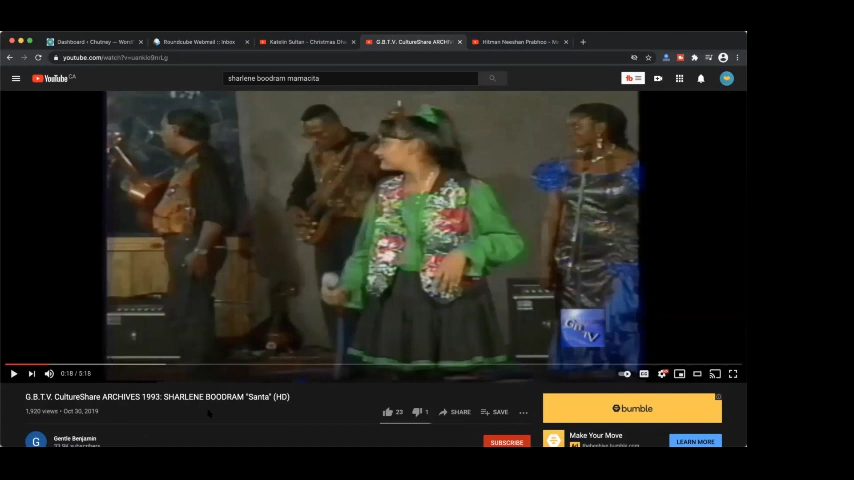 Dashboard ‹ Chutney — Word
Roundcube Webmail :: Inbox
Katelin Sultan - Christmas Dha
G.B.T.V. CultureShare ARCHIV
Hitman Neeshan Prabhoo - M
youtube.com/watch?v=
YouTube CA
sharlene boodram mamacita
GBTV
0:18 / 5:18
G.B.T.V. CultureShare ARCHIVES 1993: SHARLENE BOODRAM "Santa" (HD)
1,920 views • Oct 30, 2019
23
1
SHARE
SAVE
bumble
G
Gentle Benjamin
SUBSCRIBE
Make Your Move
Ad
LEARN MORE